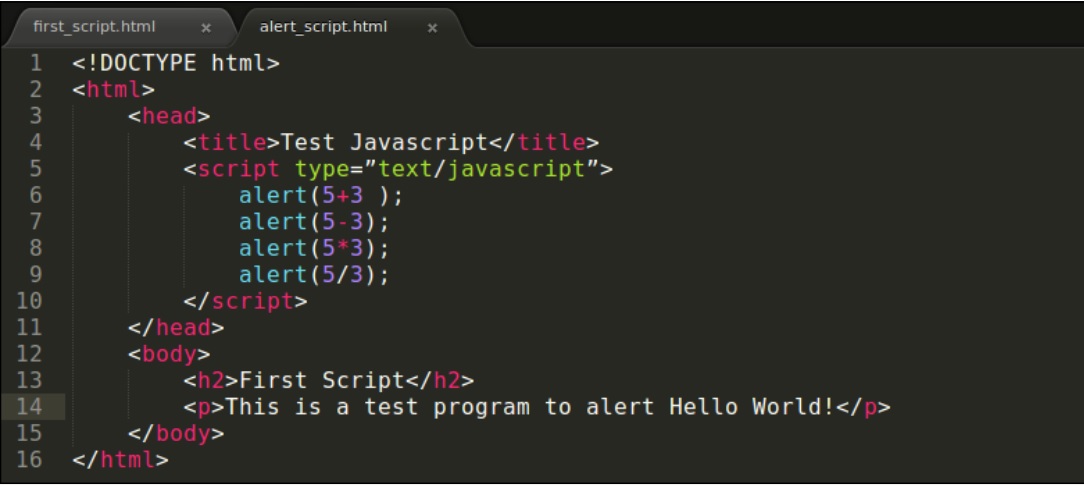 first_script.html × alert_script.html ×
1 <!DOCTYPE html>
2 <html>
3     <head>
4         <title>Test Javascript</title>
5         <script type=”text/javascript”>
6             alert(5+3 );
7             alert(5-3);
8             alert(5*3);
9             alert(5/3);
10         </script>
11     </head>
12     <body>
13         <h2>First Script</h2>
14         <p>This is a test program to alert Hello World!</p>
15     </body>
16 </html>